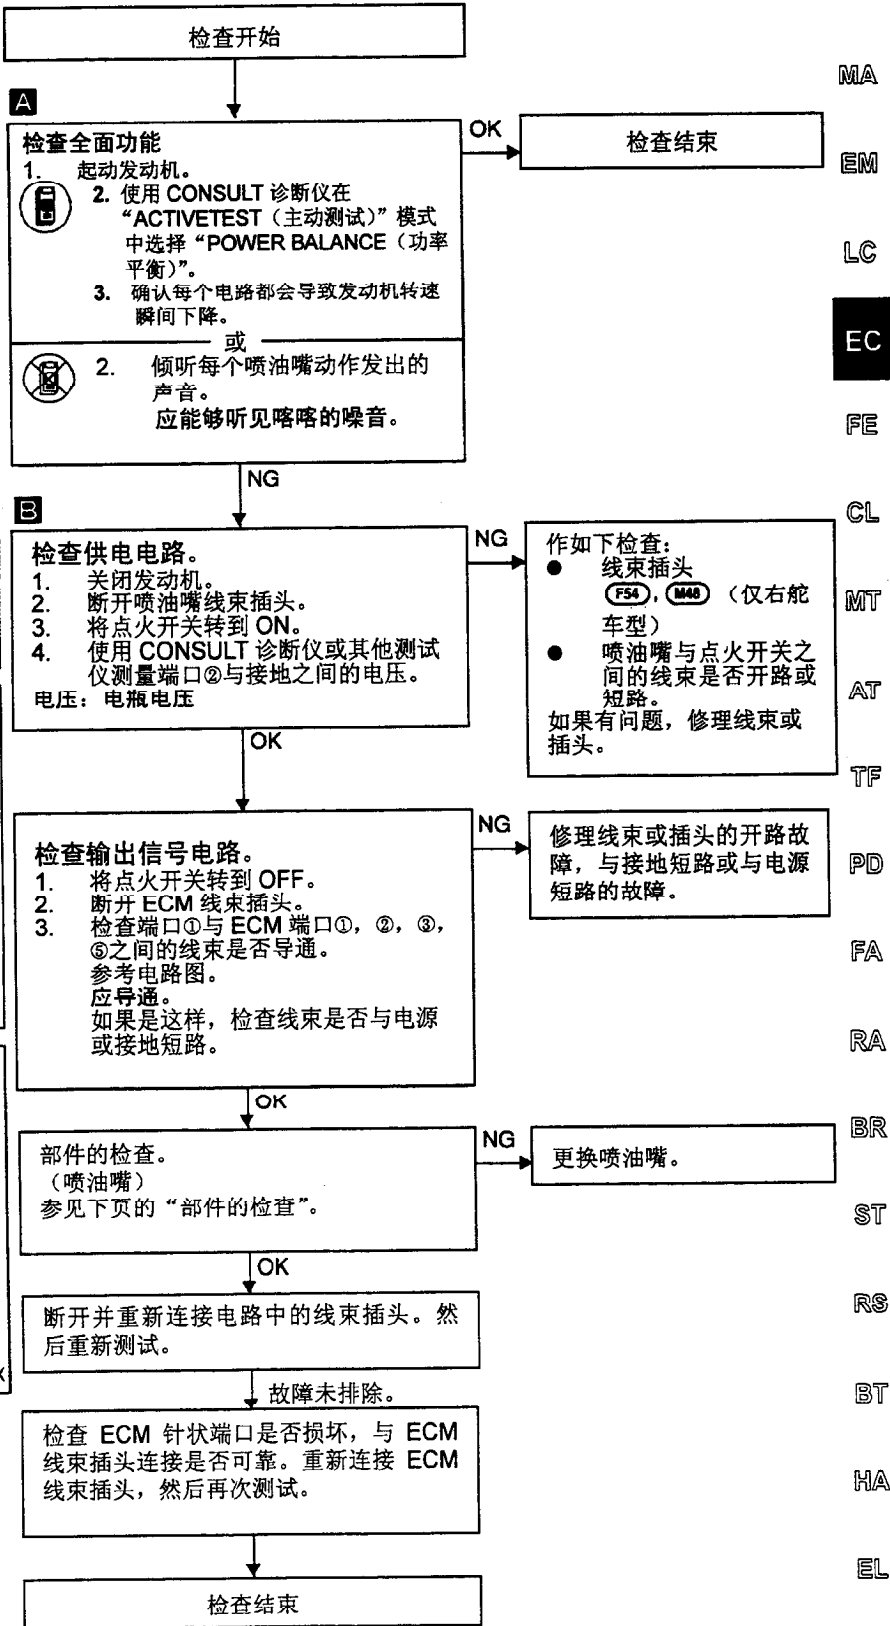 检查开始
A
检查全面功能
1. 起动发动机。
2. 使用 CONSULT 诊断仪在
“ACTIVETEST（主动测试）”模式
中选择“POWER BALANCE（功率
平衡）”。
3. 确认每个电路都会导致发动机转速
瞬间下降。
或
2. 倾听每个喷油嘴动作发出的
声音。
应能够听见喀喀的噪音。
OK
检查结束
NG
B
检查供电电路。
1. 关闭发动机。
2. 断开喷油嘴线束插头。
3. 将点火开关转到 ON。
4. 使用 CONSULT 诊断仪或其他测试
仪测量端口②与接地之间的电压。
电压：电瓶电压
NG
作如下检查：
● 线束插头
F54，M48（仅右舵
车型）
● 喷油嘴与点火开关之
间的线束是否开路或
短路。
如果有问题，修理线束或
插头。
OK
检查输出信号电路。
1. 将点火开关转到 OFF。
2. 断开 ECM 线束插头。
3. 检查端口①与 ECM 端口①，②，③，
⑤之间的线束是否导通。
参考电路图。
应导通。
如果是这样，检查线束是否与电源
或接地短路。
NG
修理线束或插头的开路故
障，与接地短路或与电源
短路的故障。
OK
部件的检查。
（喷油嘴）
参见下页的“部件的检查”。
NG
更换喷油嘴。
OK
断开并重新连接电路中的线束插头。然
后重新测试。
故障未排除。
检查 ECM 针状端口是否损坏，与 ECM
线束插头连接是否可靠。重新连接 ECM
线束插头，然后再次测试。
检查结束
MA
EM
LC
EC
FE
CL
MT
AT
TF
PD
FA
RA
BR
ST
RS
BT
HA
EL